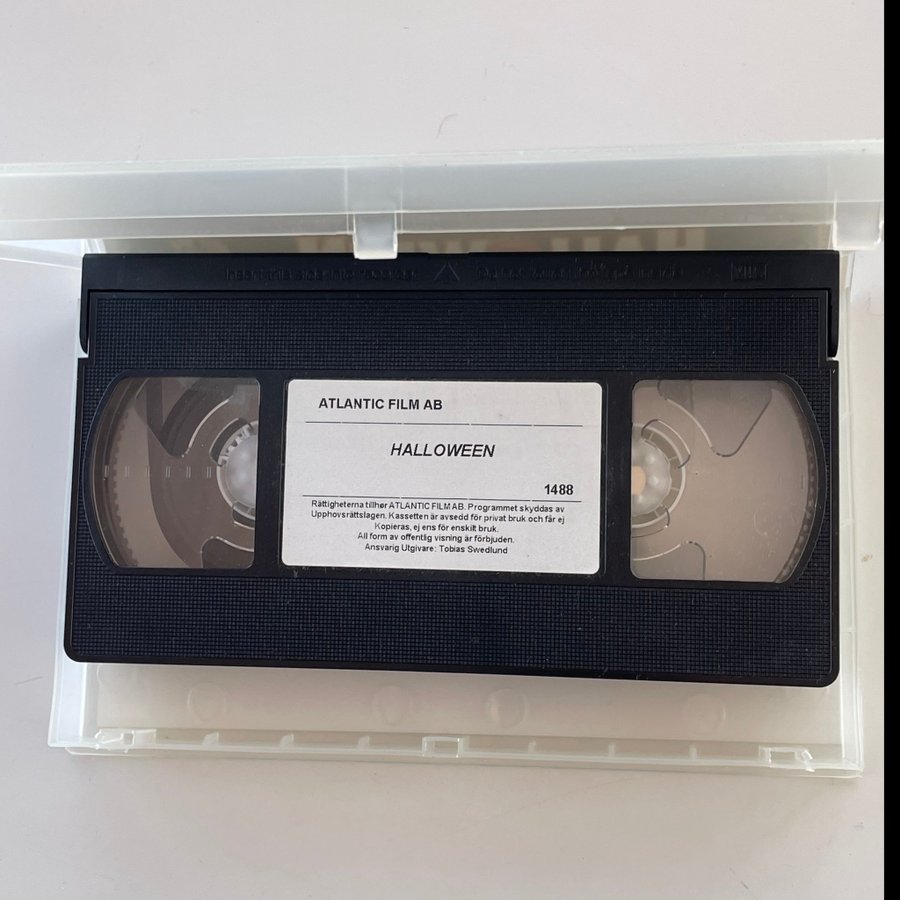 VHS
ATLANTIC FILM AB
HALLOWEEN
1488
Rättigheterna tillhør ATLANTIC FILM AB. Programmet skyddas av
Upphovsrättslagen. Kassetten är avsedd för privat bruk och får ej
Kopieras, ej ens för enskilt bruk.
All form av offentlig visning är förbjuden.
Ansvarig Utgivare: Tobias Swedlund